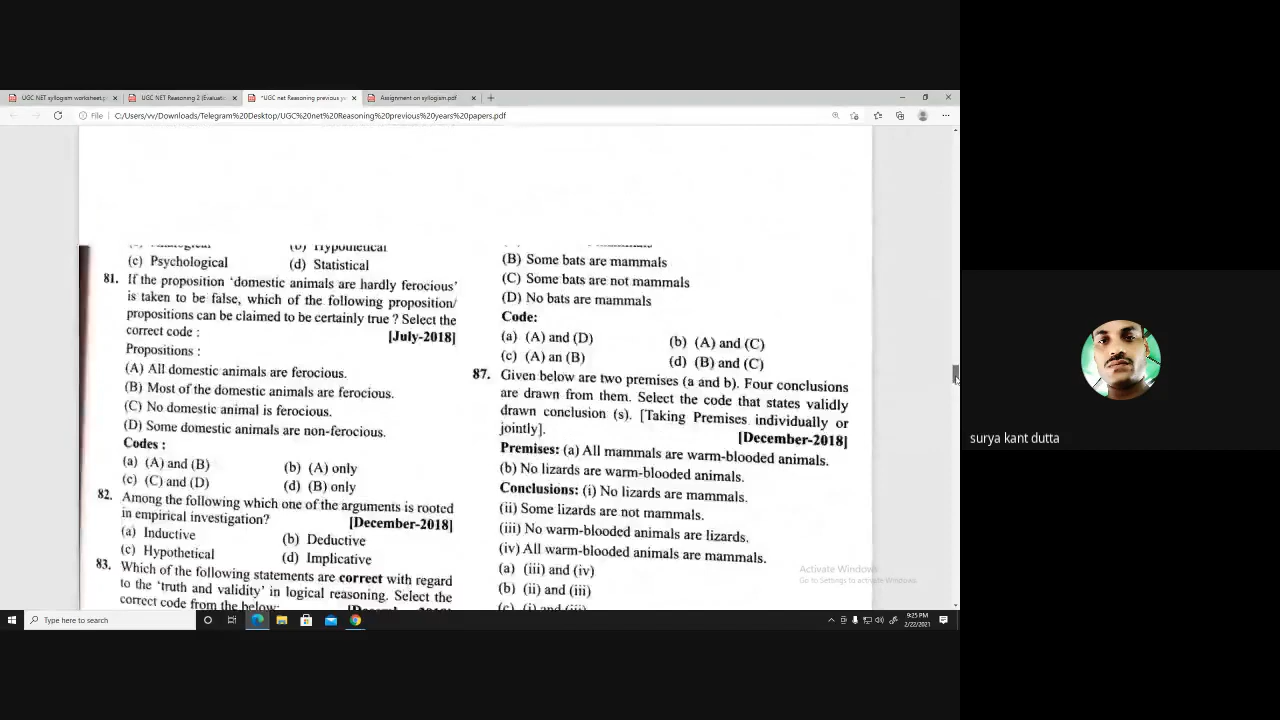 UGC NET syllogism worksheet.p
UGC NET Reasoning 2 (Evaluat
*UGC net Reasoning previous ye
Assignment on syllogism.pdf
File
C:/Users/vv/Downloads/Telegram%20Desktop/UGC%20net%20Reasoning%20previous%20years%20papers.pdf
(b) Hypothetical
(c) Psychological
(d) Statistical
81. If the proposition ‘domestic animals are hardly ferocious’
is taken to be false, which of the following proposition/
propositions can be claimed to be certainly true ? Select the
correct code :
[July-2018]
Propositions :
(A) All domestic animals are ferocious.
(B) Most of the domestic animals are ferocious.
(C) No domestic animal is ferocious.
(D) Some domestic animals are non-ferocious.
Codes :
(a) (A) and (B)
(b) (A) only
(c) (C) and (D)
(d) (B) only
82. Among the following which one of the arguments is rooted
in empirical investigation?
[December-2018]
(a) Inductive
(b) Deductive
(c) Hypothetical
(d) Implicative
83. Which of the following statements are correct with regard
to the ‘truth and validity’ in logical reasoning. Select the
correct code from the below:
mammals
(B) Some bats are mammals
(C) Some bats are not mammals
(D) No bats are mammals
Code:
(a) (A) and (D)
(b) (A) and (C)
(c) (A) an (B)
(d) (B) and (C)
87. Given below are two premises (a and b). Four conclusions
are drawn from them. Select the code that states validly
drawn conclusion (s). [Taking Premises individually or
jointly].
[December-2018]
Premises: (a) All mammals are warm-blooded animals.
(b) No lizards are warm-blooded animals.
Conclusions: (i) No lizards are mammals.
(ii) Some lizards are not mammals.
(iii) No warm-blooded animals are lizards.
(iv) All warm-blooded animals are mammals.
(a) (iii) and (iv)
(b) (ii) and (iii)
(c) (i) and (iii)
Activate Windows
Go to Settings to activate Windows.
surya kant dutta
Type here to search
9:25 PM
2/22/2021